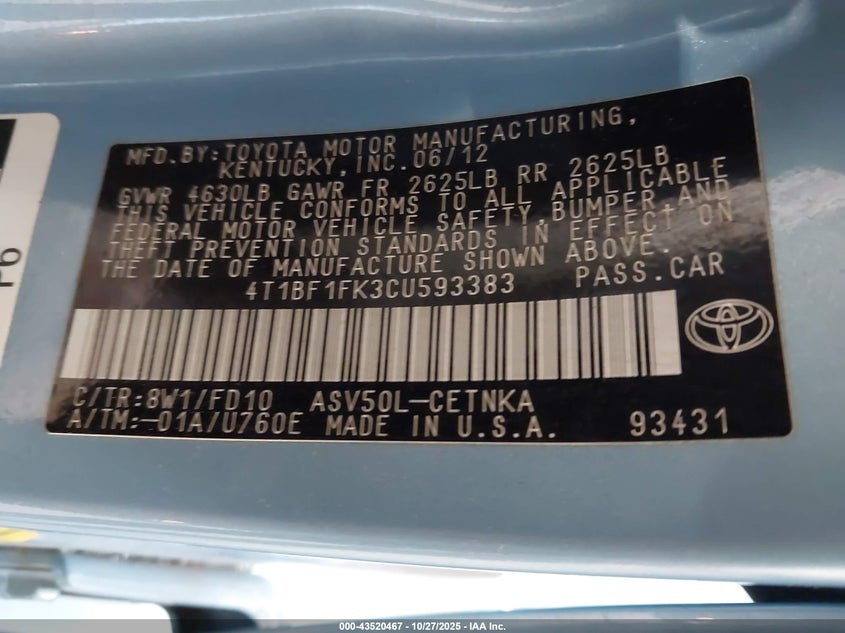 MFD.BY:TOYOTA MOTOR MANUFACTURING,
KENTUCKY,INC.06/12
GVWR 4630LB GAWR FR 2625LB RR 2625LB
THIS VEHICLE CONFORMS TO ALL APPLICABLE
FEDERAL MOTOR VEHICLE SAFETY,BUMPER,AND
THEFT PREVENTION STANDARDS IN EFFECT ON
THE DATE OF MANUFACTURE SHOWN ABOVE.
4T1BF1FK3CU593383 PASS.CAR
C/TR:8W1/FD10 ASV50L-CETNKA
A/TM:-01A/U760E MADE IN U.S.A. 93431
000-43520467 | 10/27/2025 - IAA Inc.